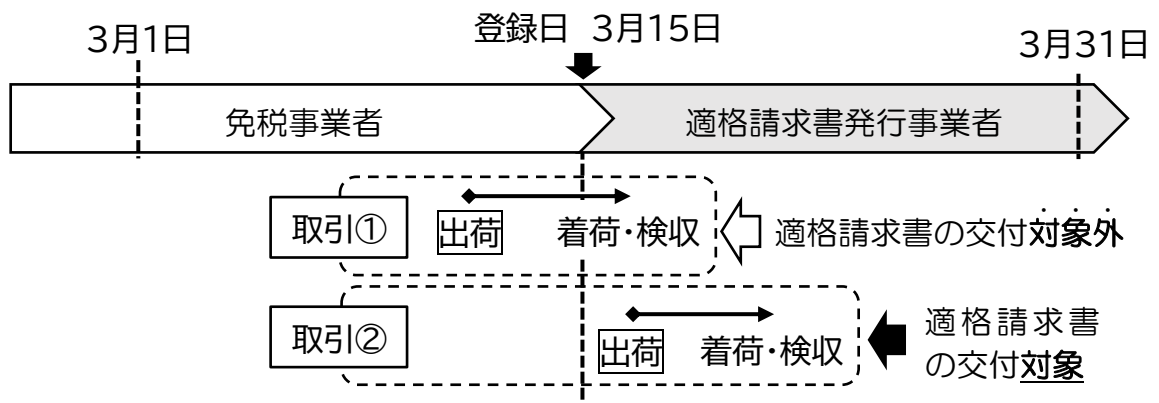 3月1日
登録日 3月15日
3月31日
免税事業者
適格請求書発行事業者
取引①
出荷
着荷・検収
適格請求書の交付対象外
取引②
出荷
着荷・検収
適格請求書
の交付対象